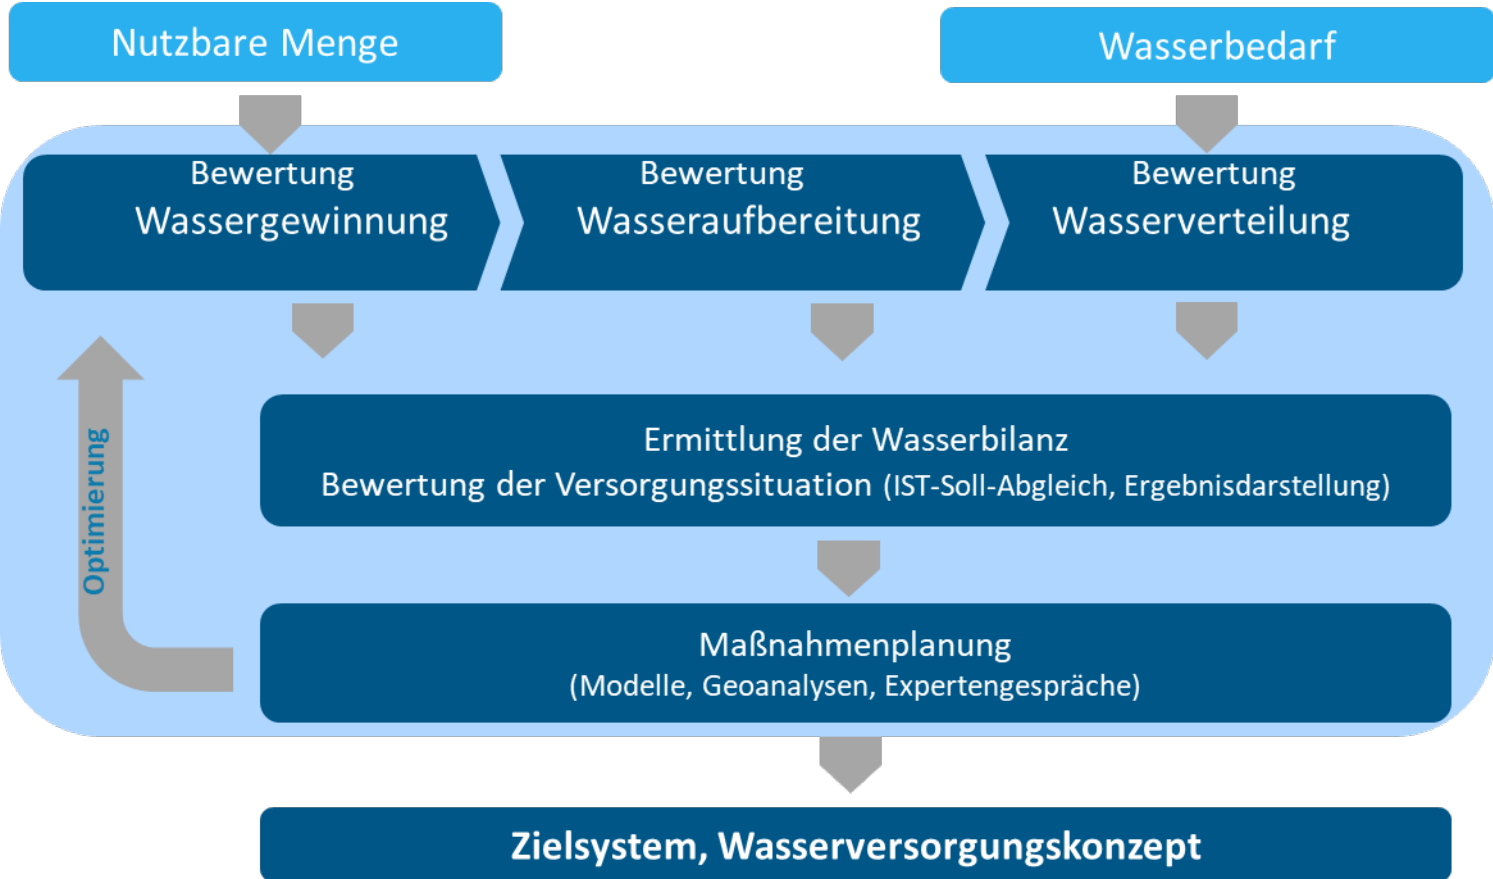 Nutzbare Menge
Wasserbedarf
Bewertung
Wassergewinnung
Bewertung
Wasseraufbereitung
Bewertung
Wasserverteilung
Optimierung
Ermittlung der Wasserbilanz
Bewertung der Versorgungssituation (IST-Soll-Abgleich, Ergebnisdarstellung)
Maßnahmenplanung
(Modelle, Geoanalysen, Expertengespräche)
Zielsystem, Wasserversorgungskonzept